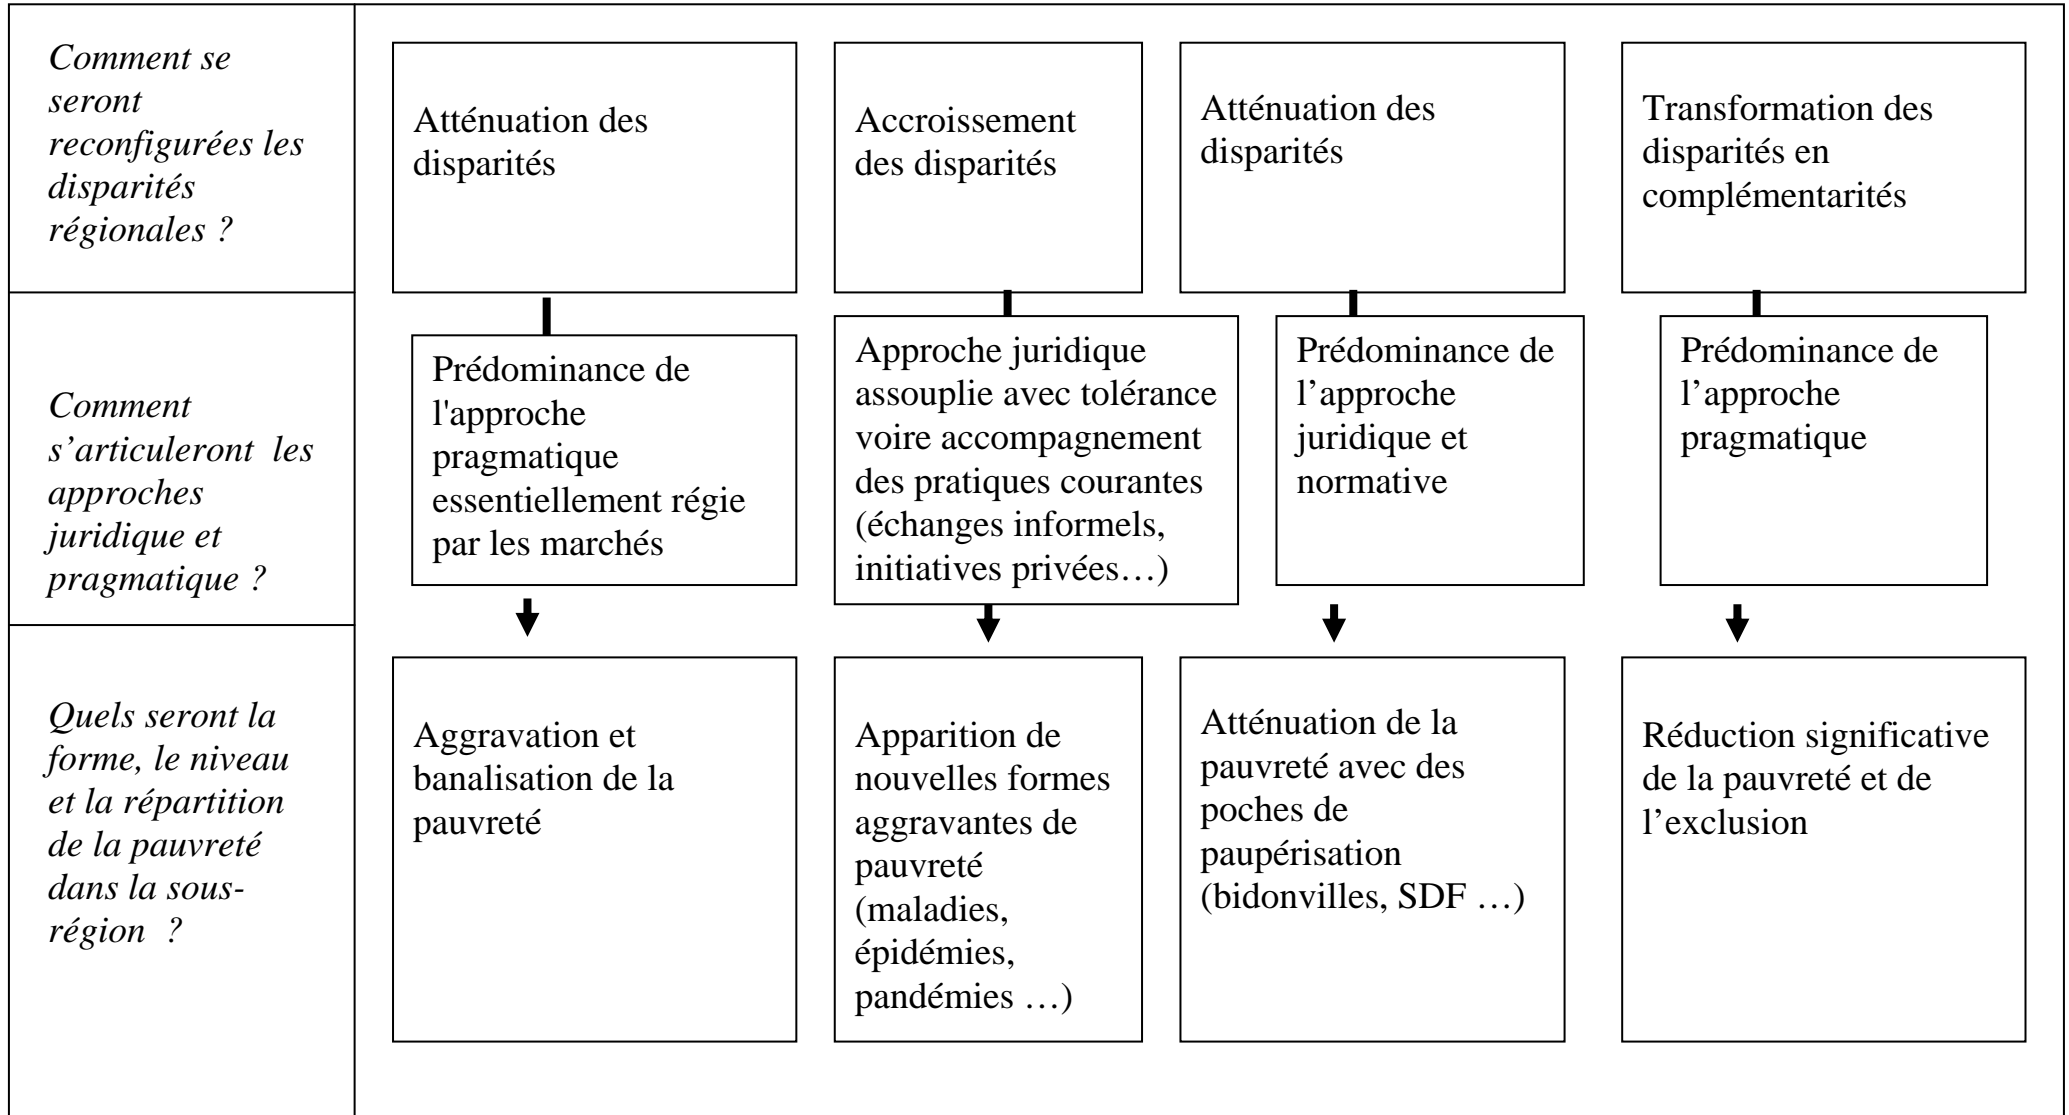 Comment se
seront
reconfigurées les
disparités
régionales ?
Atténuation des
disparités
Accroissement
des disparités
Atténuation des
disparités
Transformation des
disparités en
complémentarités
Comment
s’articuleront  les
approches
juridique et
pragmatique ?
Prédominance de
l'approche
pragmatique
essentiellement régie
par les marchés
Approche juridique
assouplie avec tolérance
voire accompagnement
des pratiques courantes
(échanges informels,
initiatives privées…)
Prédominance de
l’approche
juridique et
normative
Prédominance de
l’approche
pragmatique
Quels seront la
forme, le niveau
et la répartition
de la pauvreté
dans la sous-
région  ?
Aggravation et
banalisation de la
pauvreté
Apparition de
nouvelles formes
aggravantes de
pauvreté
(maladies,
épidémies,
pandémies …)
Atténuation de la
pauvreté avec des
poches de
paupérisation
(bidonvilles, SDF …)
Réduction significative
de la pauvreté et de
l’exclusion